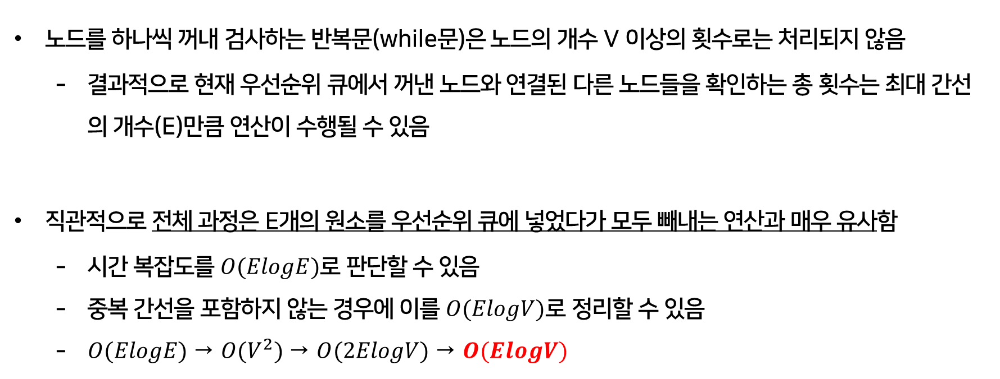 • 노드를 하나씩 꺼내 검사하는 반복문(while문)은 노드의 개수 V 이상의 횟수로는 처리되지 않음
- 결과적으로 현재 우선순위 큐에서 꺼낸 노드와 연결된 다른 노드들을 확인하는 총 횟수는 최대 간선
의 개수(E)만큼 연산이 수행될 수 있음
• 직관적으로 전체 과정은 E개의 원소를 우선순위 큐에 넣었다가 모두 빼내는 연산과 매우 유사함
- 시간 복잡도를 O(ElogE)로 판단할 수 있음
- 중복 간선을 포함하지 않는 경우에 이를 O(ElogV)로 정리할 수 있음
- O(ElogE) → O(V²) → O(2ElogV) → O(ElogV)